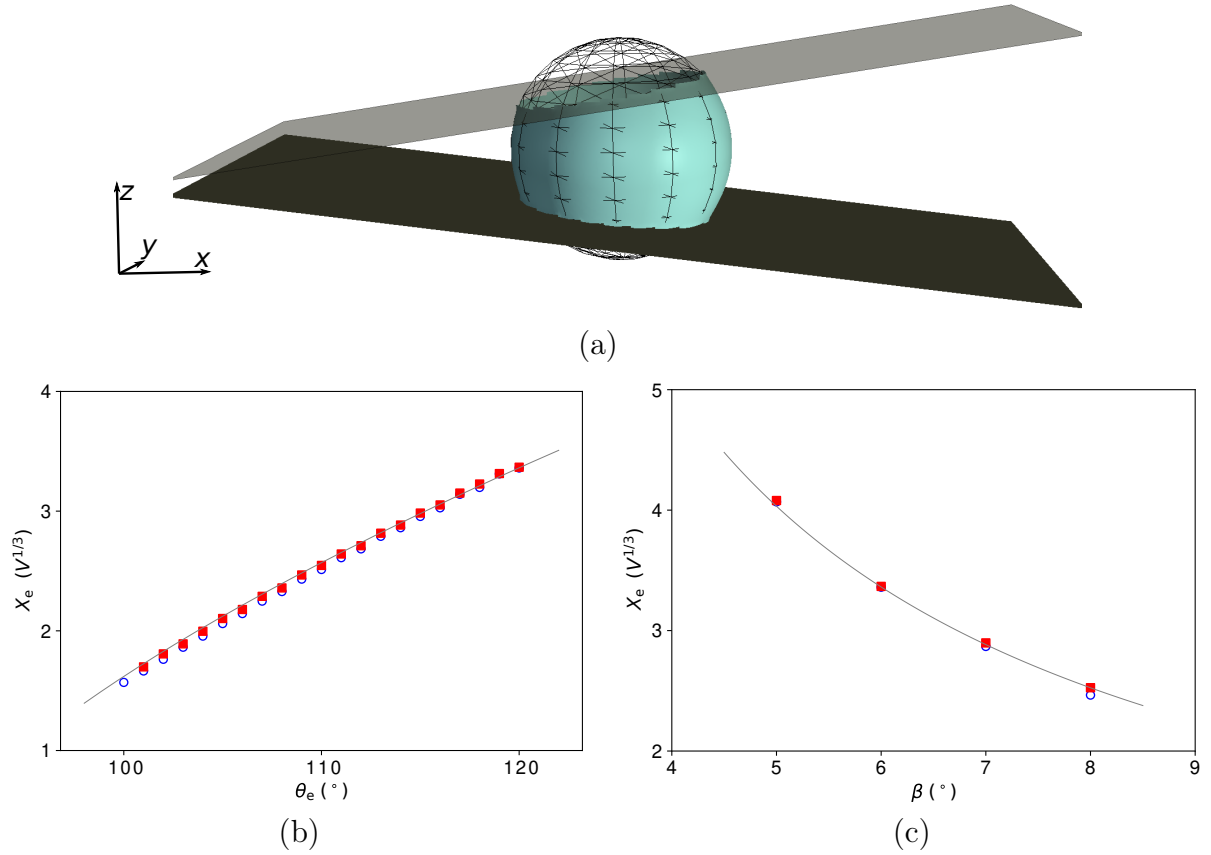 z
y
x
(a)
4
3
2
1
X_e (V^{1/3})
100 110 120
θ_e (°)
(b)
5
4
3
2
X_e (V^{1/3})
4 5 6 7 8 9
β (°)
(c)